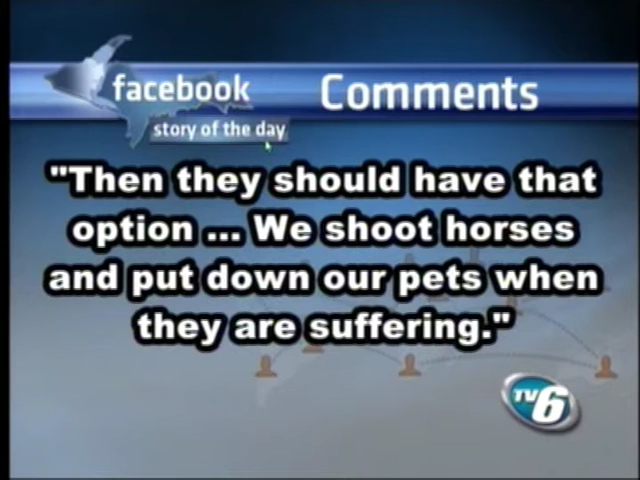 facebook
Comments
story of the day
"Then they should have that
option ... We shoot horses
and put down our pets when
they are suffering."
TV6